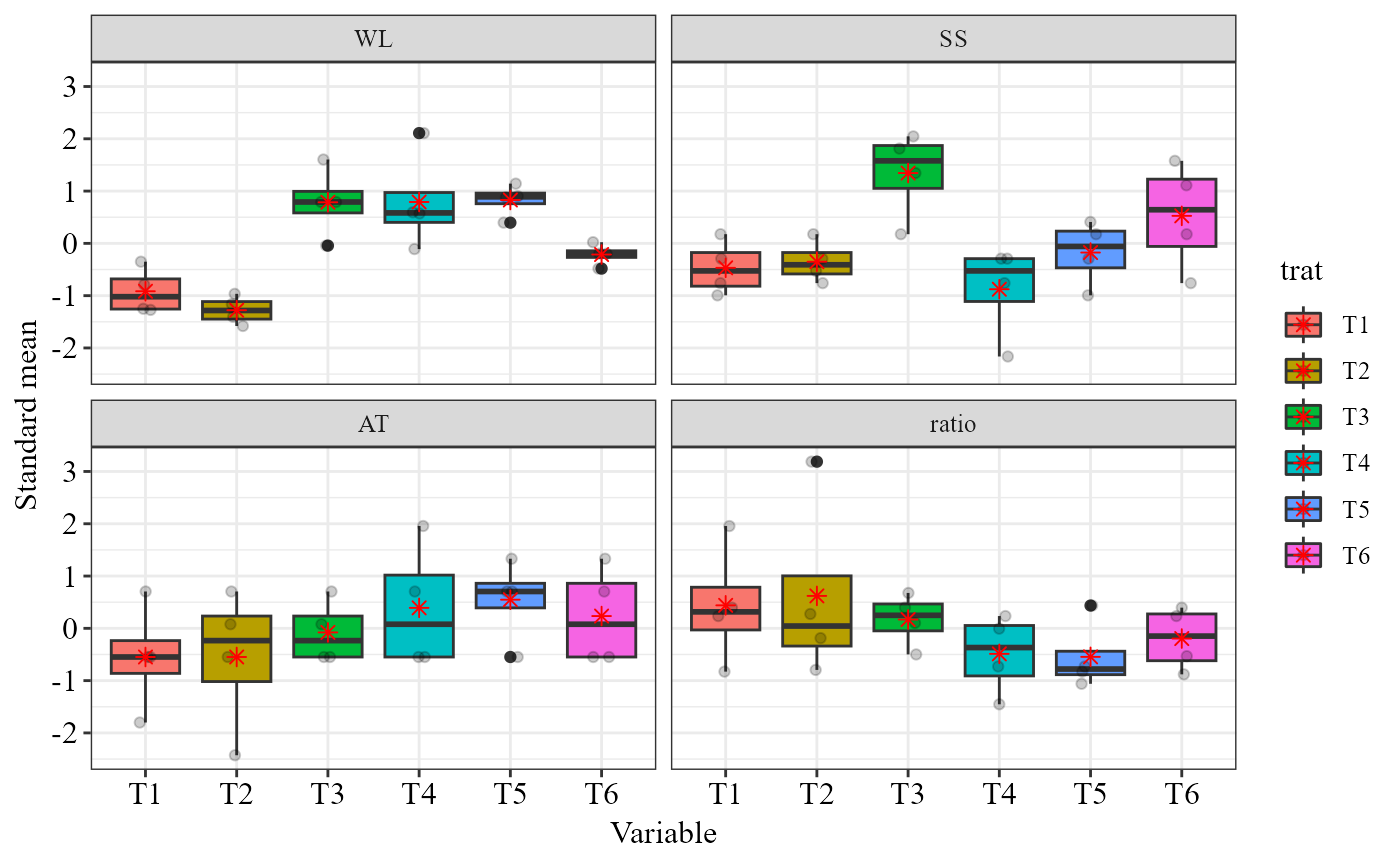 WL
SS
3
2
1
0
-1
-2
AT
ratio
3
2
1
0
-1
-2
Standard mean
T1 T2 T3 T4 T5 T6
T1 T2 T3 T4 T5 T6
Variable
trat
T1
T2
T3
T4
T5
T6